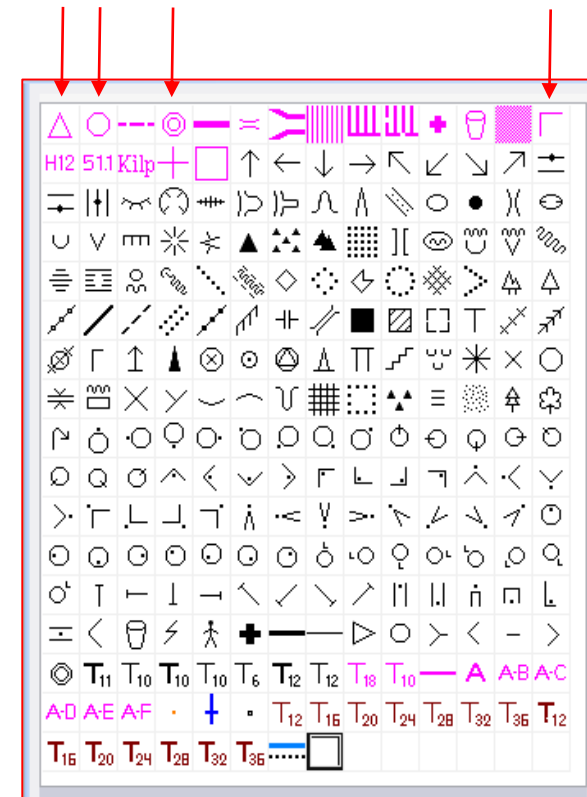 H12 51.1 Kilp
T11 T10 T10 T10 T6 T12 T12 T18 T10 A A-B A-C
A-D A-E A-F T12 T16 T20 T24 T28 T32 T36 T12
T16 T20 T24 T28 T32 T36